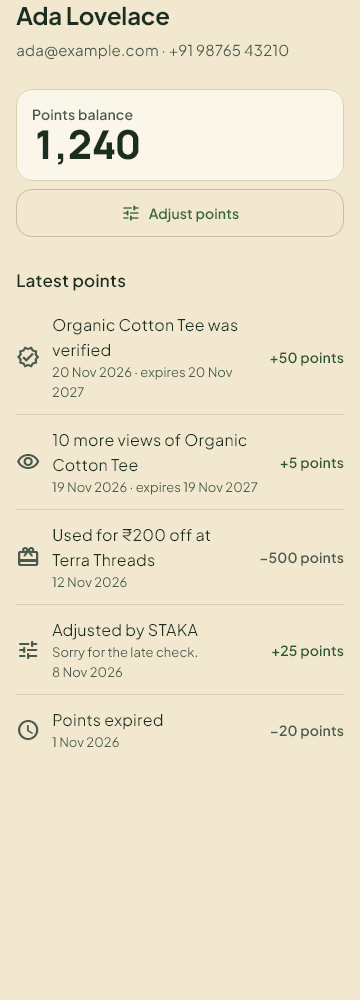 Ada Lovelace
ada@example.com · +91 98765 43210
Points balance
1,240
Adjust points
Latest points
Organic Cotton Tee was
verified
20 Nov 2026 · expires 20 Nov
2027
+50 points
10 more views of Organic
Cotton Tee
19 Nov 2026 · expires 19 Nov 2027
+5 points
Used for ₹200 off at
Terra Threads
12 Nov 2026
−500 points
Adjusted by STAKA
Sorry for the late check.
8 Nov 2026
+25 points
Points expired
1 Nov 2026
−20 points